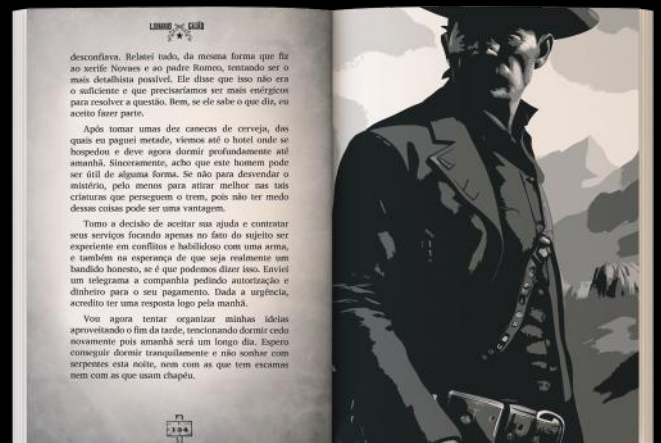 desconfiava. Relatei tudo, da mesma forma que fiz
ao xerife Novaes e ao padre Romeo, tentando ser o
mais detalhista possível. Ele disse que isso não era
o suficiente e que precisaríamos ser mais enérgicos
para resolver a questão. Bem, se ele sabe o que diz, eu
aceito fazer parte.
Após tomar umas dez canecas de cerveja, das
quais eu paguei metade, viemos até o hotel onde se
hospedou e deve agora dormir profundamente até
amanhã. Sinceramente, acho que este homem pode
ser útil de alguma forma. Se não para desvendar o
mistério, pelo menos para atirar melhor nas tais
criaturas que perseguem o trem, pois não ter medo
dessas coisas pode ser uma vantagem.
Tomo a decisão de aceitar sua ajuda e contratar
seus serviços focando apenas no fato do sujeito ser
experiente em conflitos e habilidoso com uma arma,
e também na esperança de que seja realmente um
bandido honesto, se é que podemos dizer isso. Enviei
um telegrama a companhia pedindo autorização e
dinheiro para o seu pagamento. Dada a urgência,
acredito ter uma resposta logo pela manhã.
Vou agora tentar organizar minhas ideias
aproveitando o fim da tarde, tencionando dormir cedo
novamente pois amanhã será um longo dia. Espero
conseguir dormir tranquilamente e não sonhar com
serpentes esta noite, nem com as que tem escamas
nem com as que usam chapéu.
134